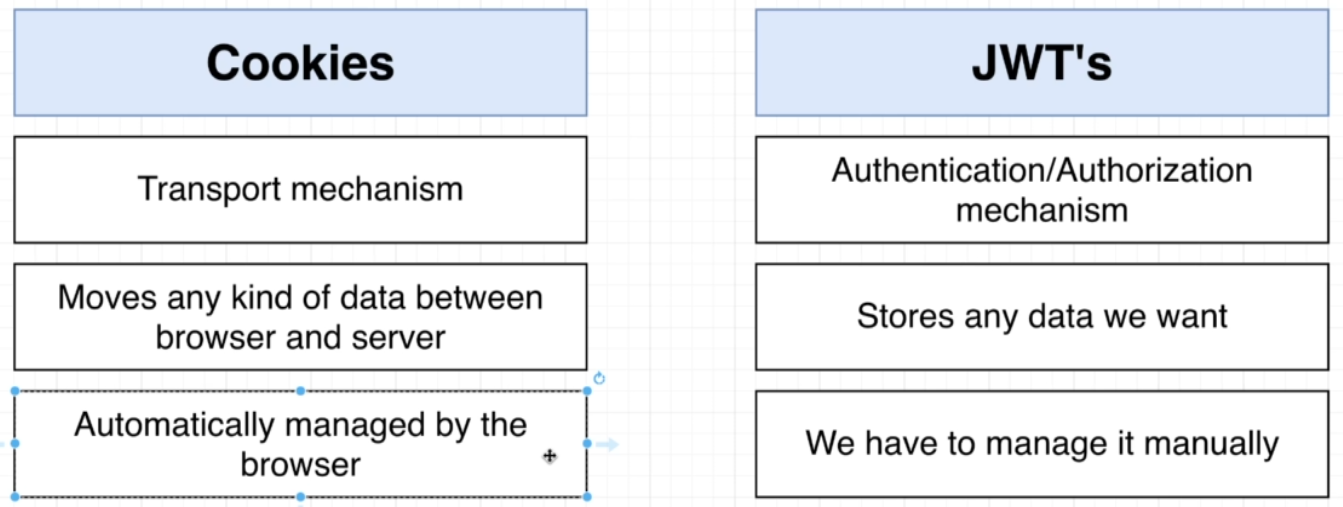 Cookies
Transport mechanism
Moves any kind of data between
browser and server
Automatically managed by the
browser
JWT's
Authentication/Authorization
mechanism
Stores any data we want
We have to manage it manually